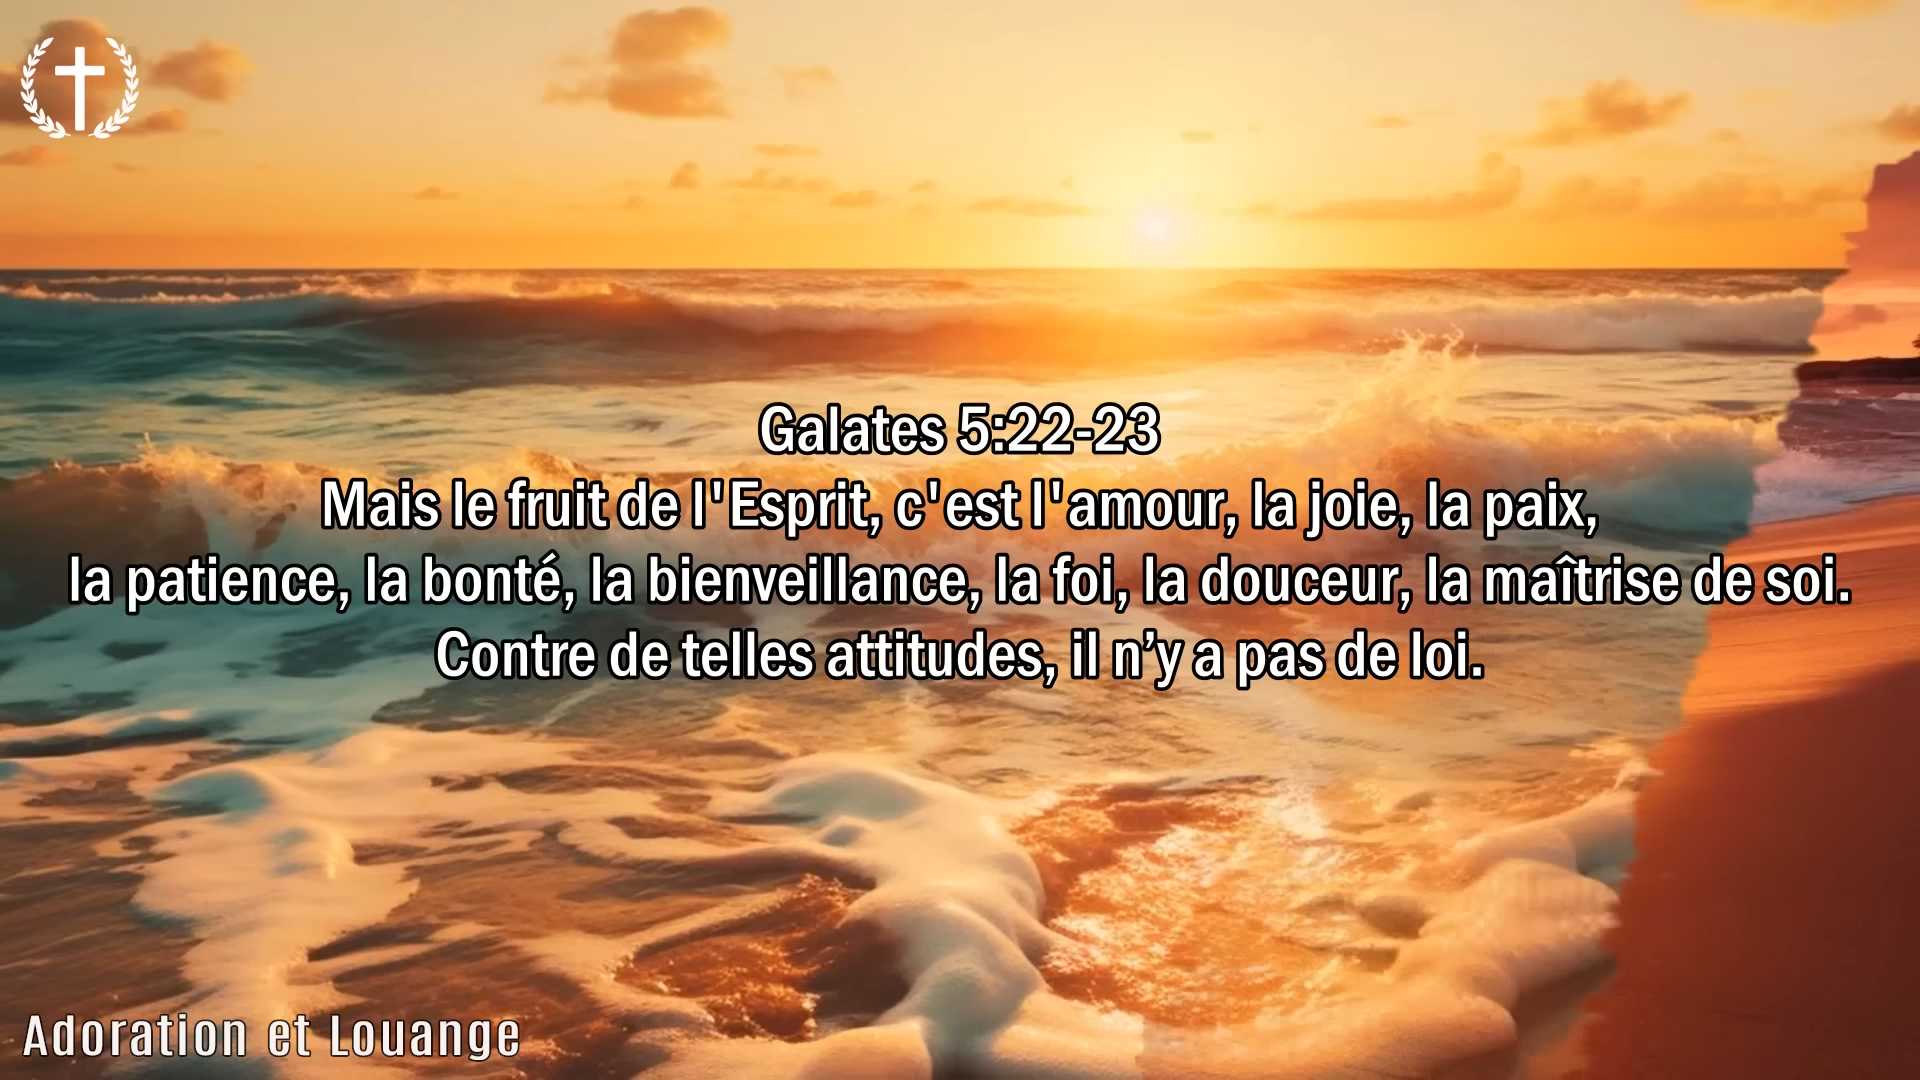 Galates 5:22-23
Mais le fruit de l'Esprit, c'est l'amour, la joie, la paix,
la patience, la bonté, la bienveillance, la foi, la douceur, la maîtrise de soi.
Contre de telles attitudes, il n’y a pas de loi.
Adoration et Louange